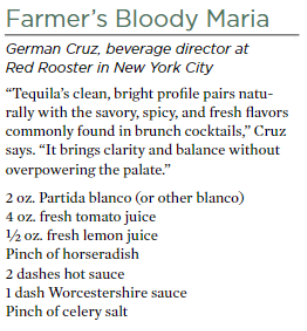 Farmer's Bloody Maria
German Cruz, beverage director at
Red Rooster in New York City
“Tequila's clean, bright profile pairs natu-
rally with the savory, spicy, and fresh flavors
commonly found in brunch cocktails,” Cruz
says. “It brings clarity and balance without
overpowering the palate.”
2 oz. Partida blanco (or other blanco)
4 oz. fresh tomato juice
½ oz. fresh lemon juice
Pinch of horseradish
2 dashes hot sauce
1 dash Worcestershire sauce
Pinch of celery salt